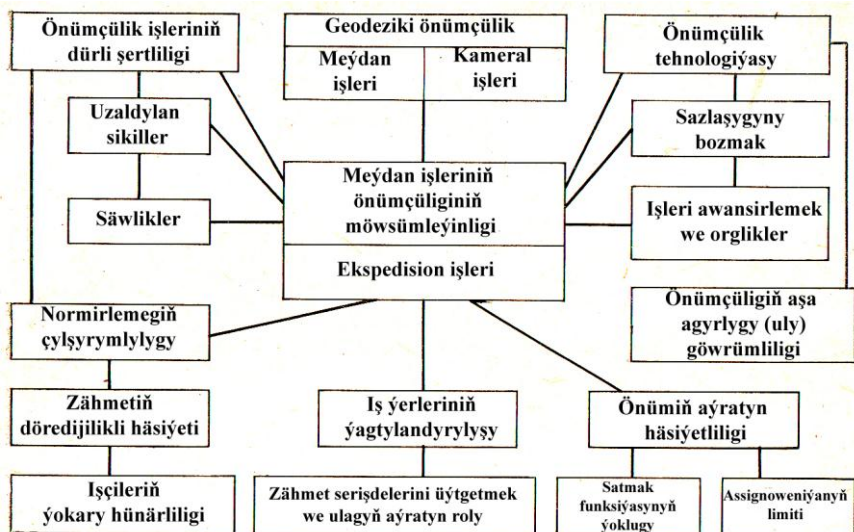 Önümçülik işleriniň
dürli şertliligi
Geodeziki önümçülik
Meýdan
işleri
Kameral
işleri
Önümçülik
tehnologiýasy
Uzaldylan
sikiller
Sazlaşygyny
bozmak
Meýdan işleriniň
önümçüliginiň
möwsümleýinligi
Säwlikler
Işleri awansirlemek
we orglikler
Ekspedision işleri
Önümçüligiň aşa
agyrlygy (uly)
göwrümliligi
Normirlemegiň
çylşyrymlylygy
Zähmetiň
döredijilikli häsiýeti
Iş ýerleriniň
ýagtylandyrylyşy
Önümiň aýratyn
häsiýetliligi
Işçileriň
ýokary hünärliligi
Zähmet serişdelerini üýtgetmek
we ulagyň aýratyn roly
Satmak
funksiýasynyň
ýoklugy
Assignoweniýanyň
limiti